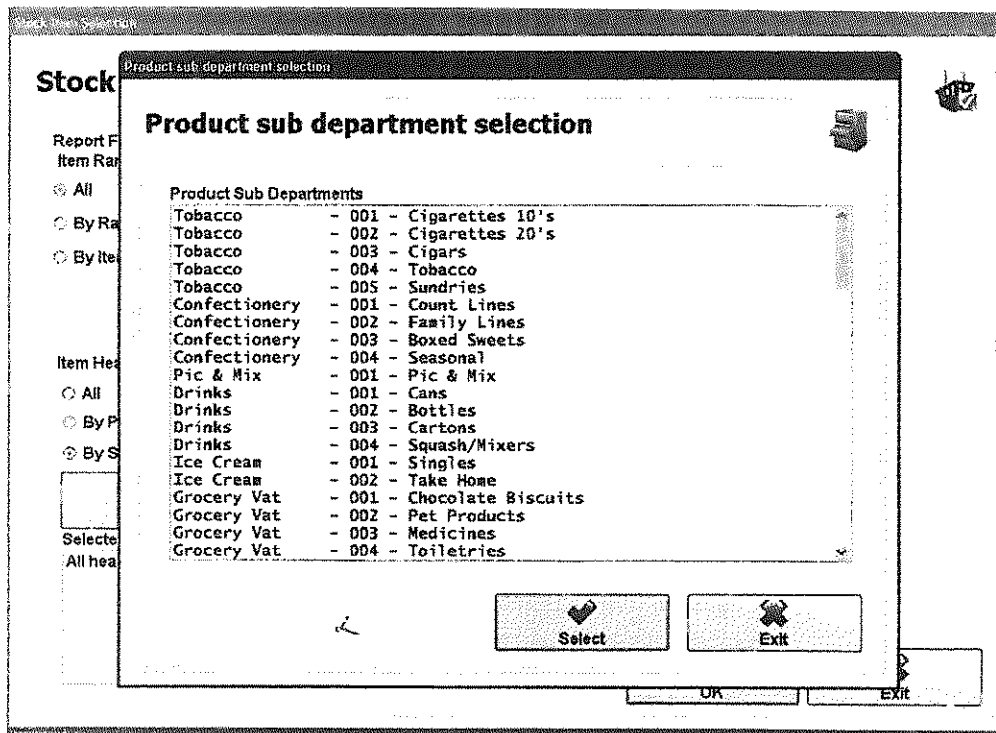 Stock Item Selection
Product sub department selection
Stock
Product sub department selection
Report F
Item Ran
All
By Ra
By Ite
Product Sub Departments
Tobacco - 001 - Cigarettes 10's
Tobacco - 002 - Cigarettes 20's
Tobacco - 003 - Cigars
Tobacco - 004 - Tobacco
Tobacco - 005 - Sundries
Confectionery - 001 - Count Lines
Confectionery - 002 - Family Lines
Confectionery - 003 - Boxed Sweets
Confectionery - 004 - Seasonal
Pic & Mix - 001 - Pic & Mix
Drinks - 001 - Cans
Drinks - 002 - Bottles
Drinks - 003 - Cartons
Drinks - 004 - Squash/Mixers
Ice Cream - 001 - Singles
Ice Cream - 002 - Take Home
Grocery Vat - 001 - Chocolate Biscuits
Grocery Vat - 002 - Pet Products
Grocery Vat - 003 - Medicines
Grocery Vat - 004 - Toiletries
Item Hea
All
By P
By S
Selecte
All hea
Select
Exit
OK
Exit